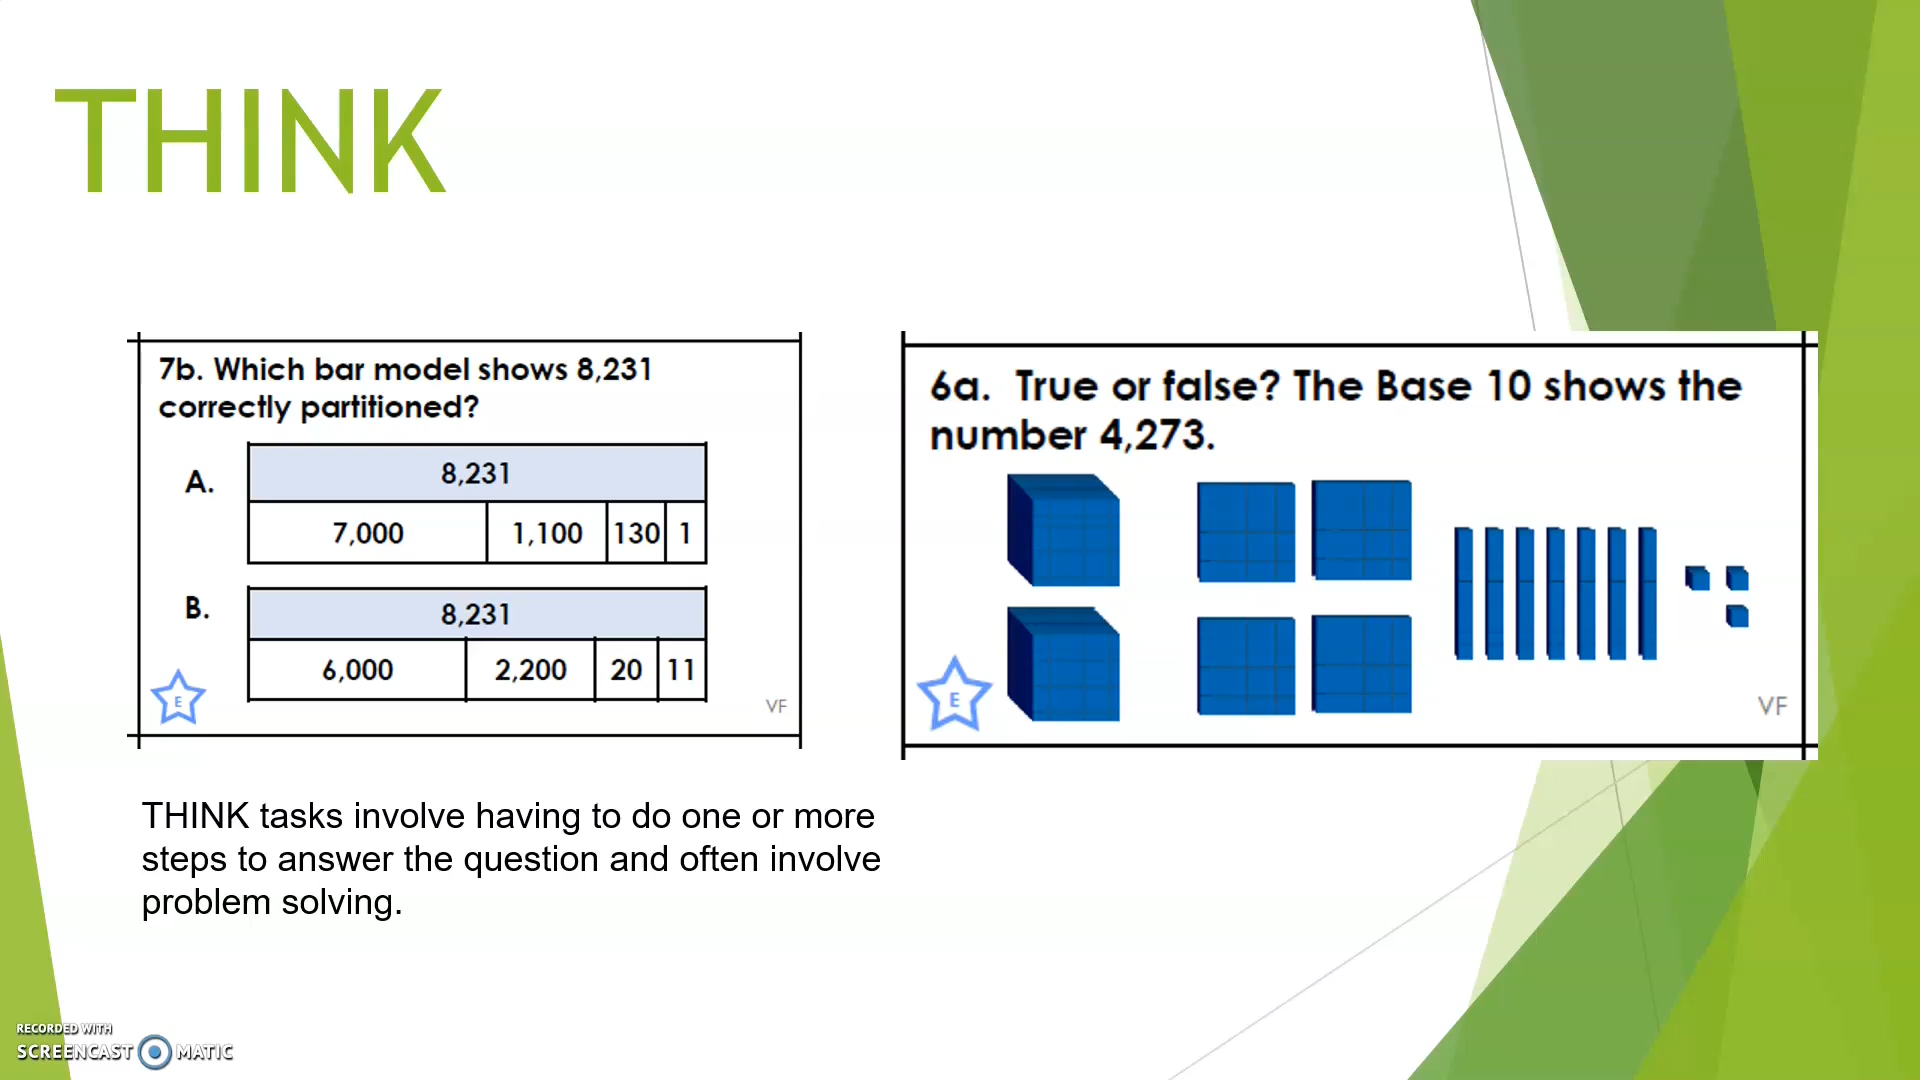 THINK
7b. Which bar model shows 8,231
correctly partitioned?
A.
8,231
7,000 1,100 130 1
B.
8,231
6,000 2,200 20 11
E
VF
6a. True or false? The Base 10 shows the
number 4,273.
E
VF
THINK tasks involve having to do one or more
steps to answer the question and often involve
problem solving.
RECORDED WITH
SCREENCAST MATIC